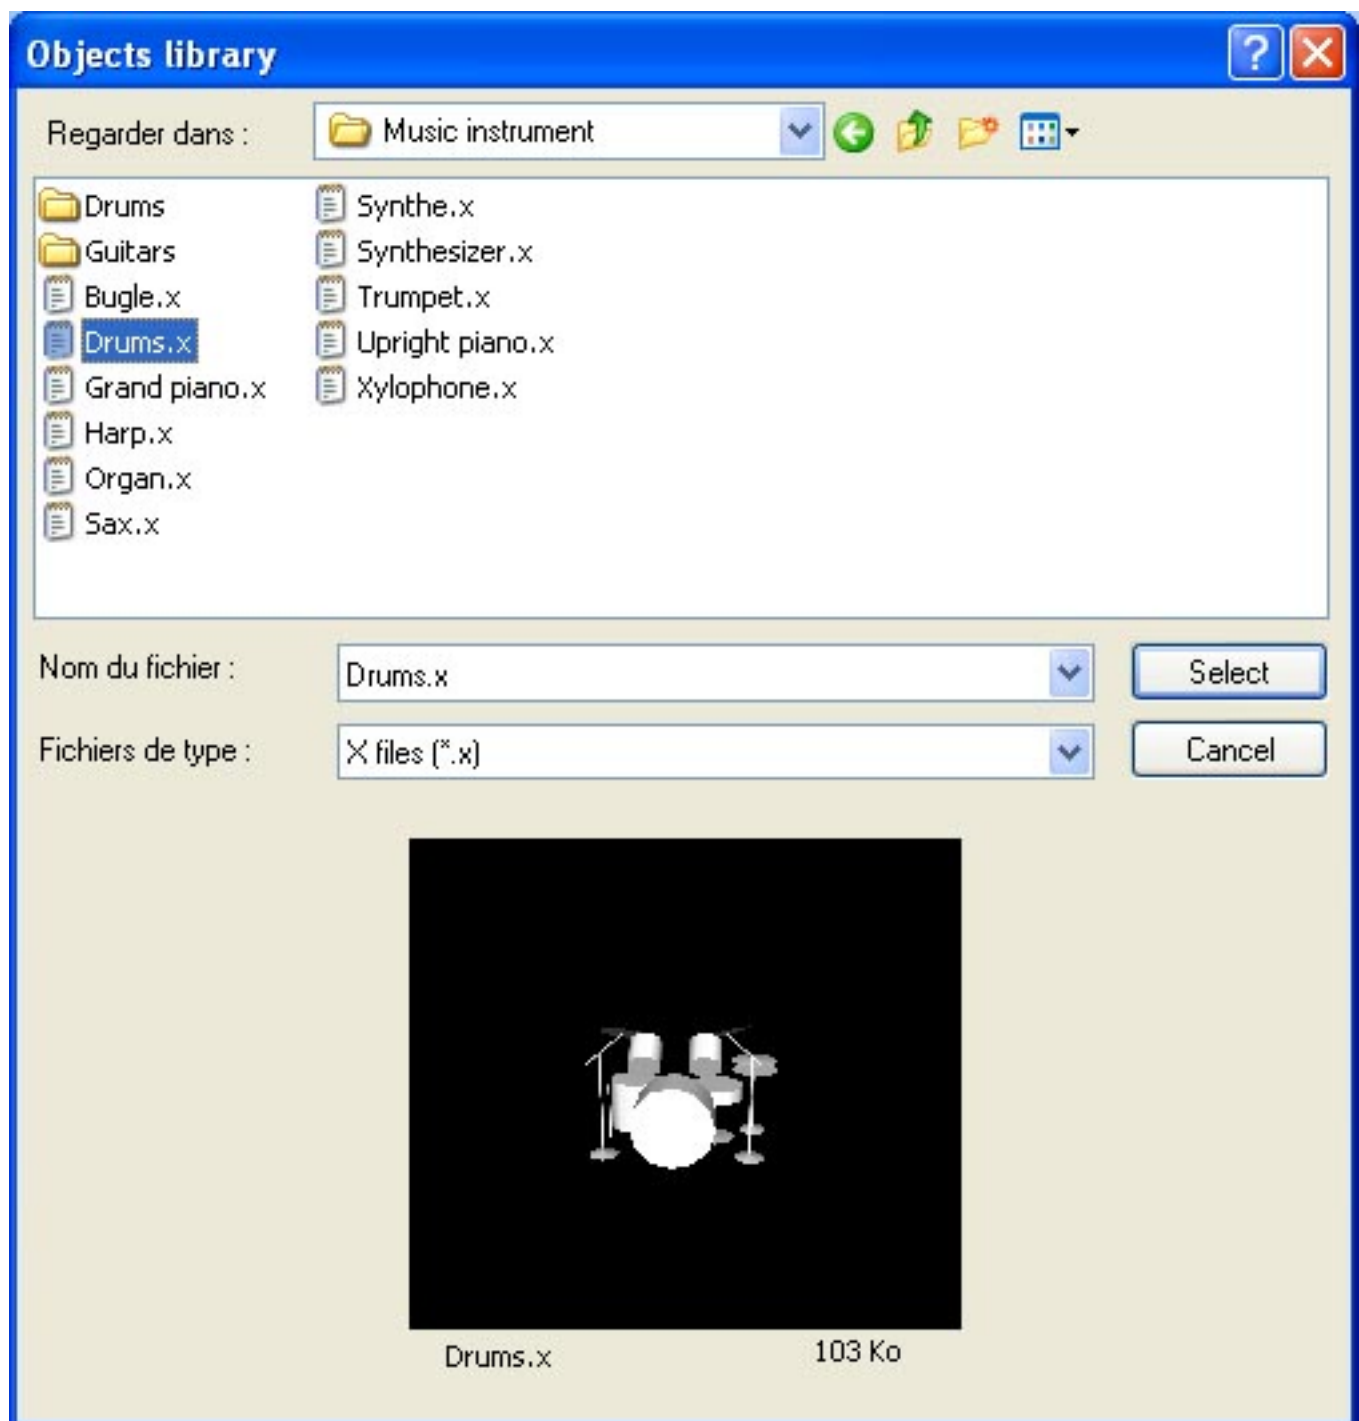 Objects library
Regarder dans :
Music instrument
Drums
Guitars
Bugle.x
Drums.x
Grand piano.x
Harp.x
Organ.x
Sax.x
Synthe.x
Synthesizer.x
Trumpet.x
Upright piano.x
Xylophone.x
Nom du fichier :
Drums.x
Select
Fichiers de type :
X files (*.x)
Cancel
Drums.x
103 Ko